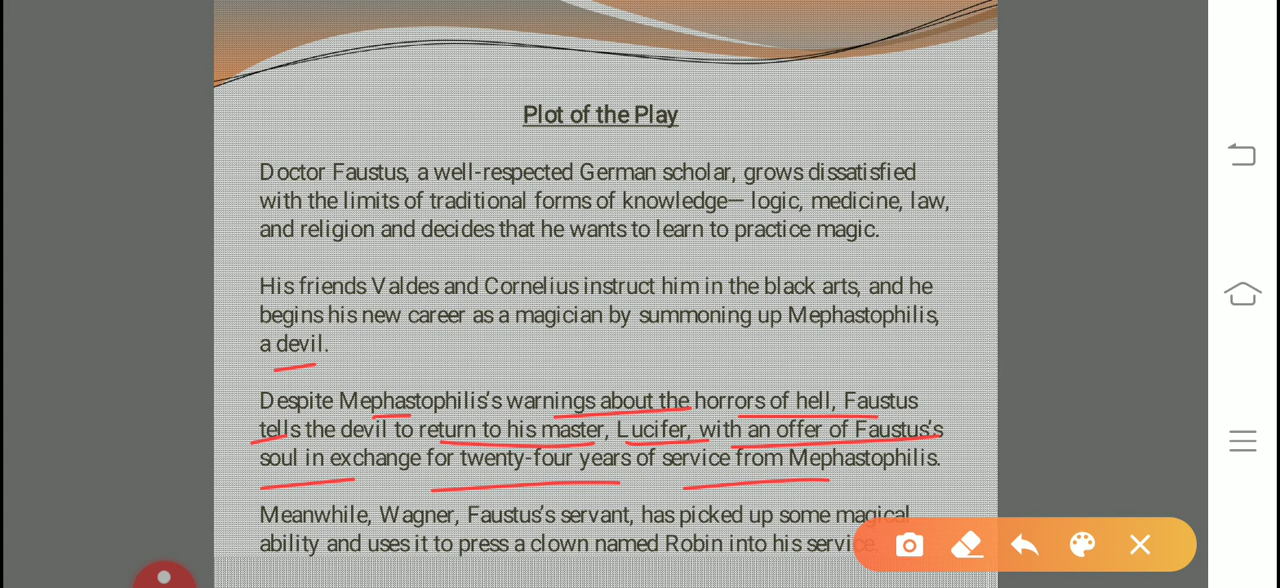 Plot of the Play
Doctor Faustus, a well-respected German scholar, grows dissatisfied
with the limits of traditional forms of knowledge— logic, medicine, law,
and religion and decides that he wants to learn to practice magic.
His friends Valdes and Cornelius instruct him in the black arts, and he
begins his new career as a magician by summoning up Mephastophilis,
a devil.
Despite Mephastophilis's warnings about the horrors of hell, Faustus
tells the devil to return to his master, Lucifer, with an offer of Faustus's
soul in exchange for twenty-four years of service from Mephastophilis.
Meanwhile, Wagner, Faustus's servant, has picked up some magical
ability and uses it to press a clown named Robin into his service.